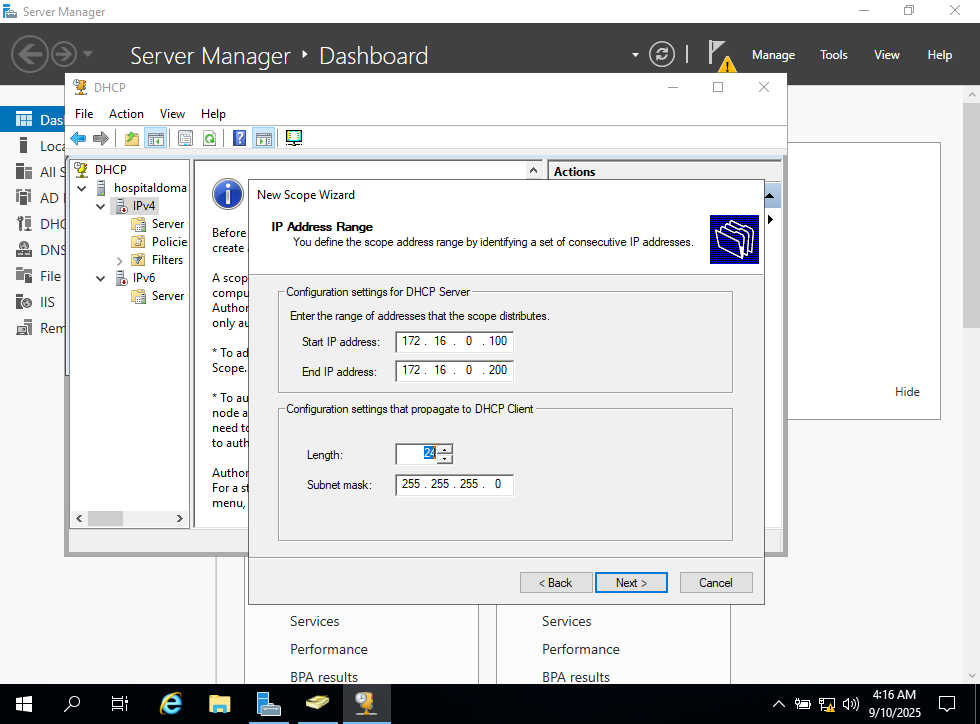 Server Manager
Server Manager
Dashboard
Manage
Tools
View
Help
DHCP
File
Action
View
Help
Dash
Loca
All S
AD
DHC
DNS
File
IIS
Rem
DHCP
hospitaldoma
IPv4
Server
Policie
Filters
IPv6
Server
Before
create
A scop
compu
Author
only au
* To ad
Scope.
* To au
node a
need to
to auth
Author
For a st
menu,
Actions
New Scope Wizard
IP Address Range
You define the scope address range by identifying a set of consecutive IP addresses.
Configuration settings for DHCP Server
Enter the range of addresses that the scope distributes.
Start IP address: 172 . 16 . 0 . 100
End IP address: 172 . 16 . 0 . 200
Configuration settings that propagate to DHCP Client
Length: 24
Subnet mask: 255 . 255 . 255 . 0
< Back
Next >
Cancel
Hide
Services
Performance
BPA results
Services
Performance
BPA results
4:16 AM
9/10/2025